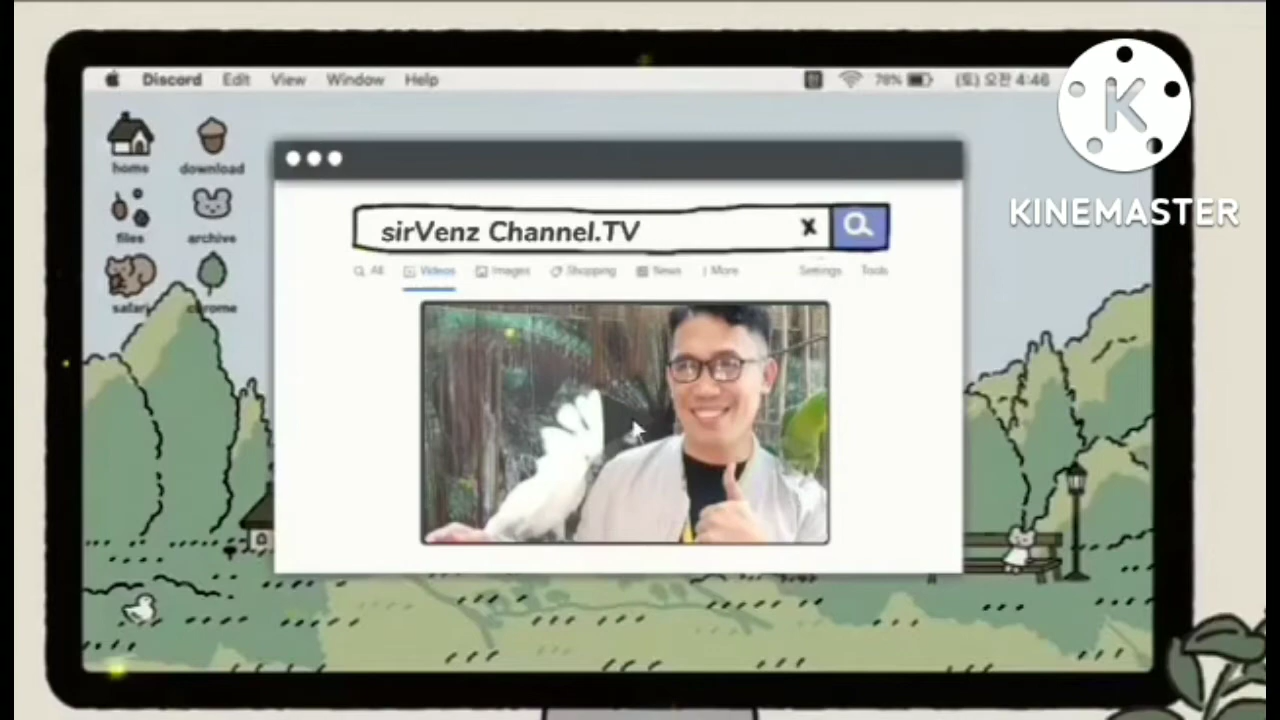 Discord Edit View Window Help 78% (토) 오전 4:46
KINEMASTER
home download
files archive
safari chrome
sirVenz Channel.TV X
All Videos Images Shopping News More Settings Tools